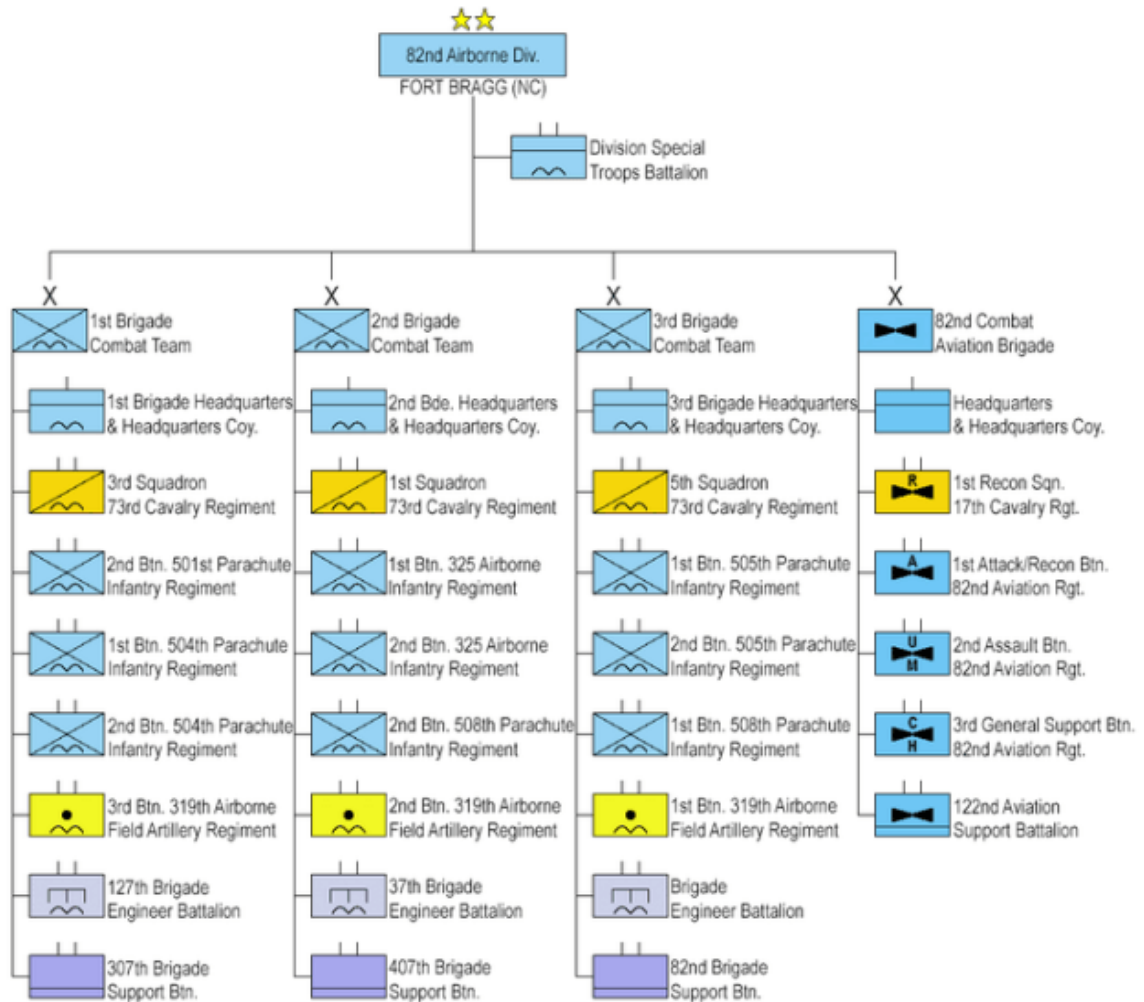 82nd Airborne Div.
FORT BRAGG (NC)
Division Special
Troops Battalion
X
1st Brigade
Combat Team
1st Brigade Headquarters
& Headquarters Coy.
3rd Squadron
73rd Cavalry Regiment
2nd Btn. 501st Parachute
Infantry Regiment
1st Btn. 504th Parachute
Infantry Regiment
2nd Btn. 504th Parachute
Infantry Regiment
3rd Btn. 319th Airborne
Field Artillery Regiment
127th Brigade
Engineer Battalion
307th Brigade
Support Btn.
X
2nd Brigade
Combat Team
2nd Bde. Headquarters
& Headquarters Coy.
1st Squadron
73rd Cavalry Regiment
1st Btn. 325 Airborne
Infantry Regiment
2nd Btn. 325 Airborne
Infantry Regiment
2nd Btn. 508th Parachute
Infantry Regiment
2nd Btn. 319th Airborne
Field Artillery Regiment
37th Brigade
Engineer Battalion
407th Brigade
Support Btn.
X
3rd Brigade
Combat Team
3rd Brigade Headquarters
& Headquarters Coy.
5th Squadron
73rd Cavalry Regiment
1st Btn. 505th Parachute
Infantry Regiment
2nd Btn. 505th Parachute
Infantry Regiment
1st Btn. 508th Parachute
Infantry Regiment
1st Btn. 319th Airborne
Field Artillery Regiment
Brigade
Engineer Battalion
82nd Brigade
Support Btn.
X
82nd Combat
Aviation Brigade
Headquarters
& Headquarters Coy.
R
1st Recon Sqn.
17th Cavalry Rgt.
A
1st Attack/Recon Btn.
82nd Aviation Rgt.
U
M
2nd Assault Btn.
82nd Aviation Rgt.
C
H
3rd General Support Btn.
82nd Aviation Rgt.
122nd Aviation
Support Battalion